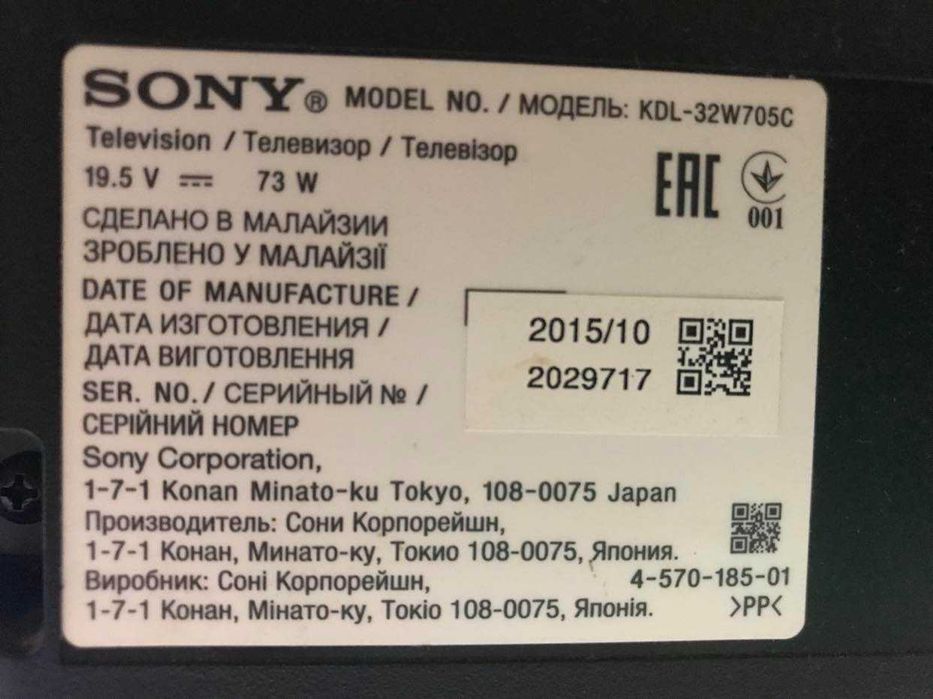 SONY® MODEL NO. / МОДЕЛЬ: KDL-32W705C
Television / Телевизор / Телевізор
19.5 V ⎓ 73 W
EAC
001
СДЕЛАНО В МАЛАЙЗИИ
ЗРОБЛЕНО У МАЛАЙЗІЇ
DATE OF MANUFACTURE /
ДАТА ИЗГОТОВЛЕНИЯ /
ДАТА ВИГОТОВЛЕННЯ
2015/10
2029717
SER. NO. / СЕРИЙНЫЙ № /
СЕРІЙНИЙ НОМЕР
Sony Corporation,
1-7-1 Konan Minato-ku Tokyo, 108-0075 Japan
Производитель: Сони Корпорейшн,
1-7-1 Конан, Минато-ку, Токио 108-0075, Япония.
Виробник: Соні Корпорейшн,
1-7-1 Конан, Мінато-ку, Токіо 108-0075, Японія.
4-570-185-01
>PP<